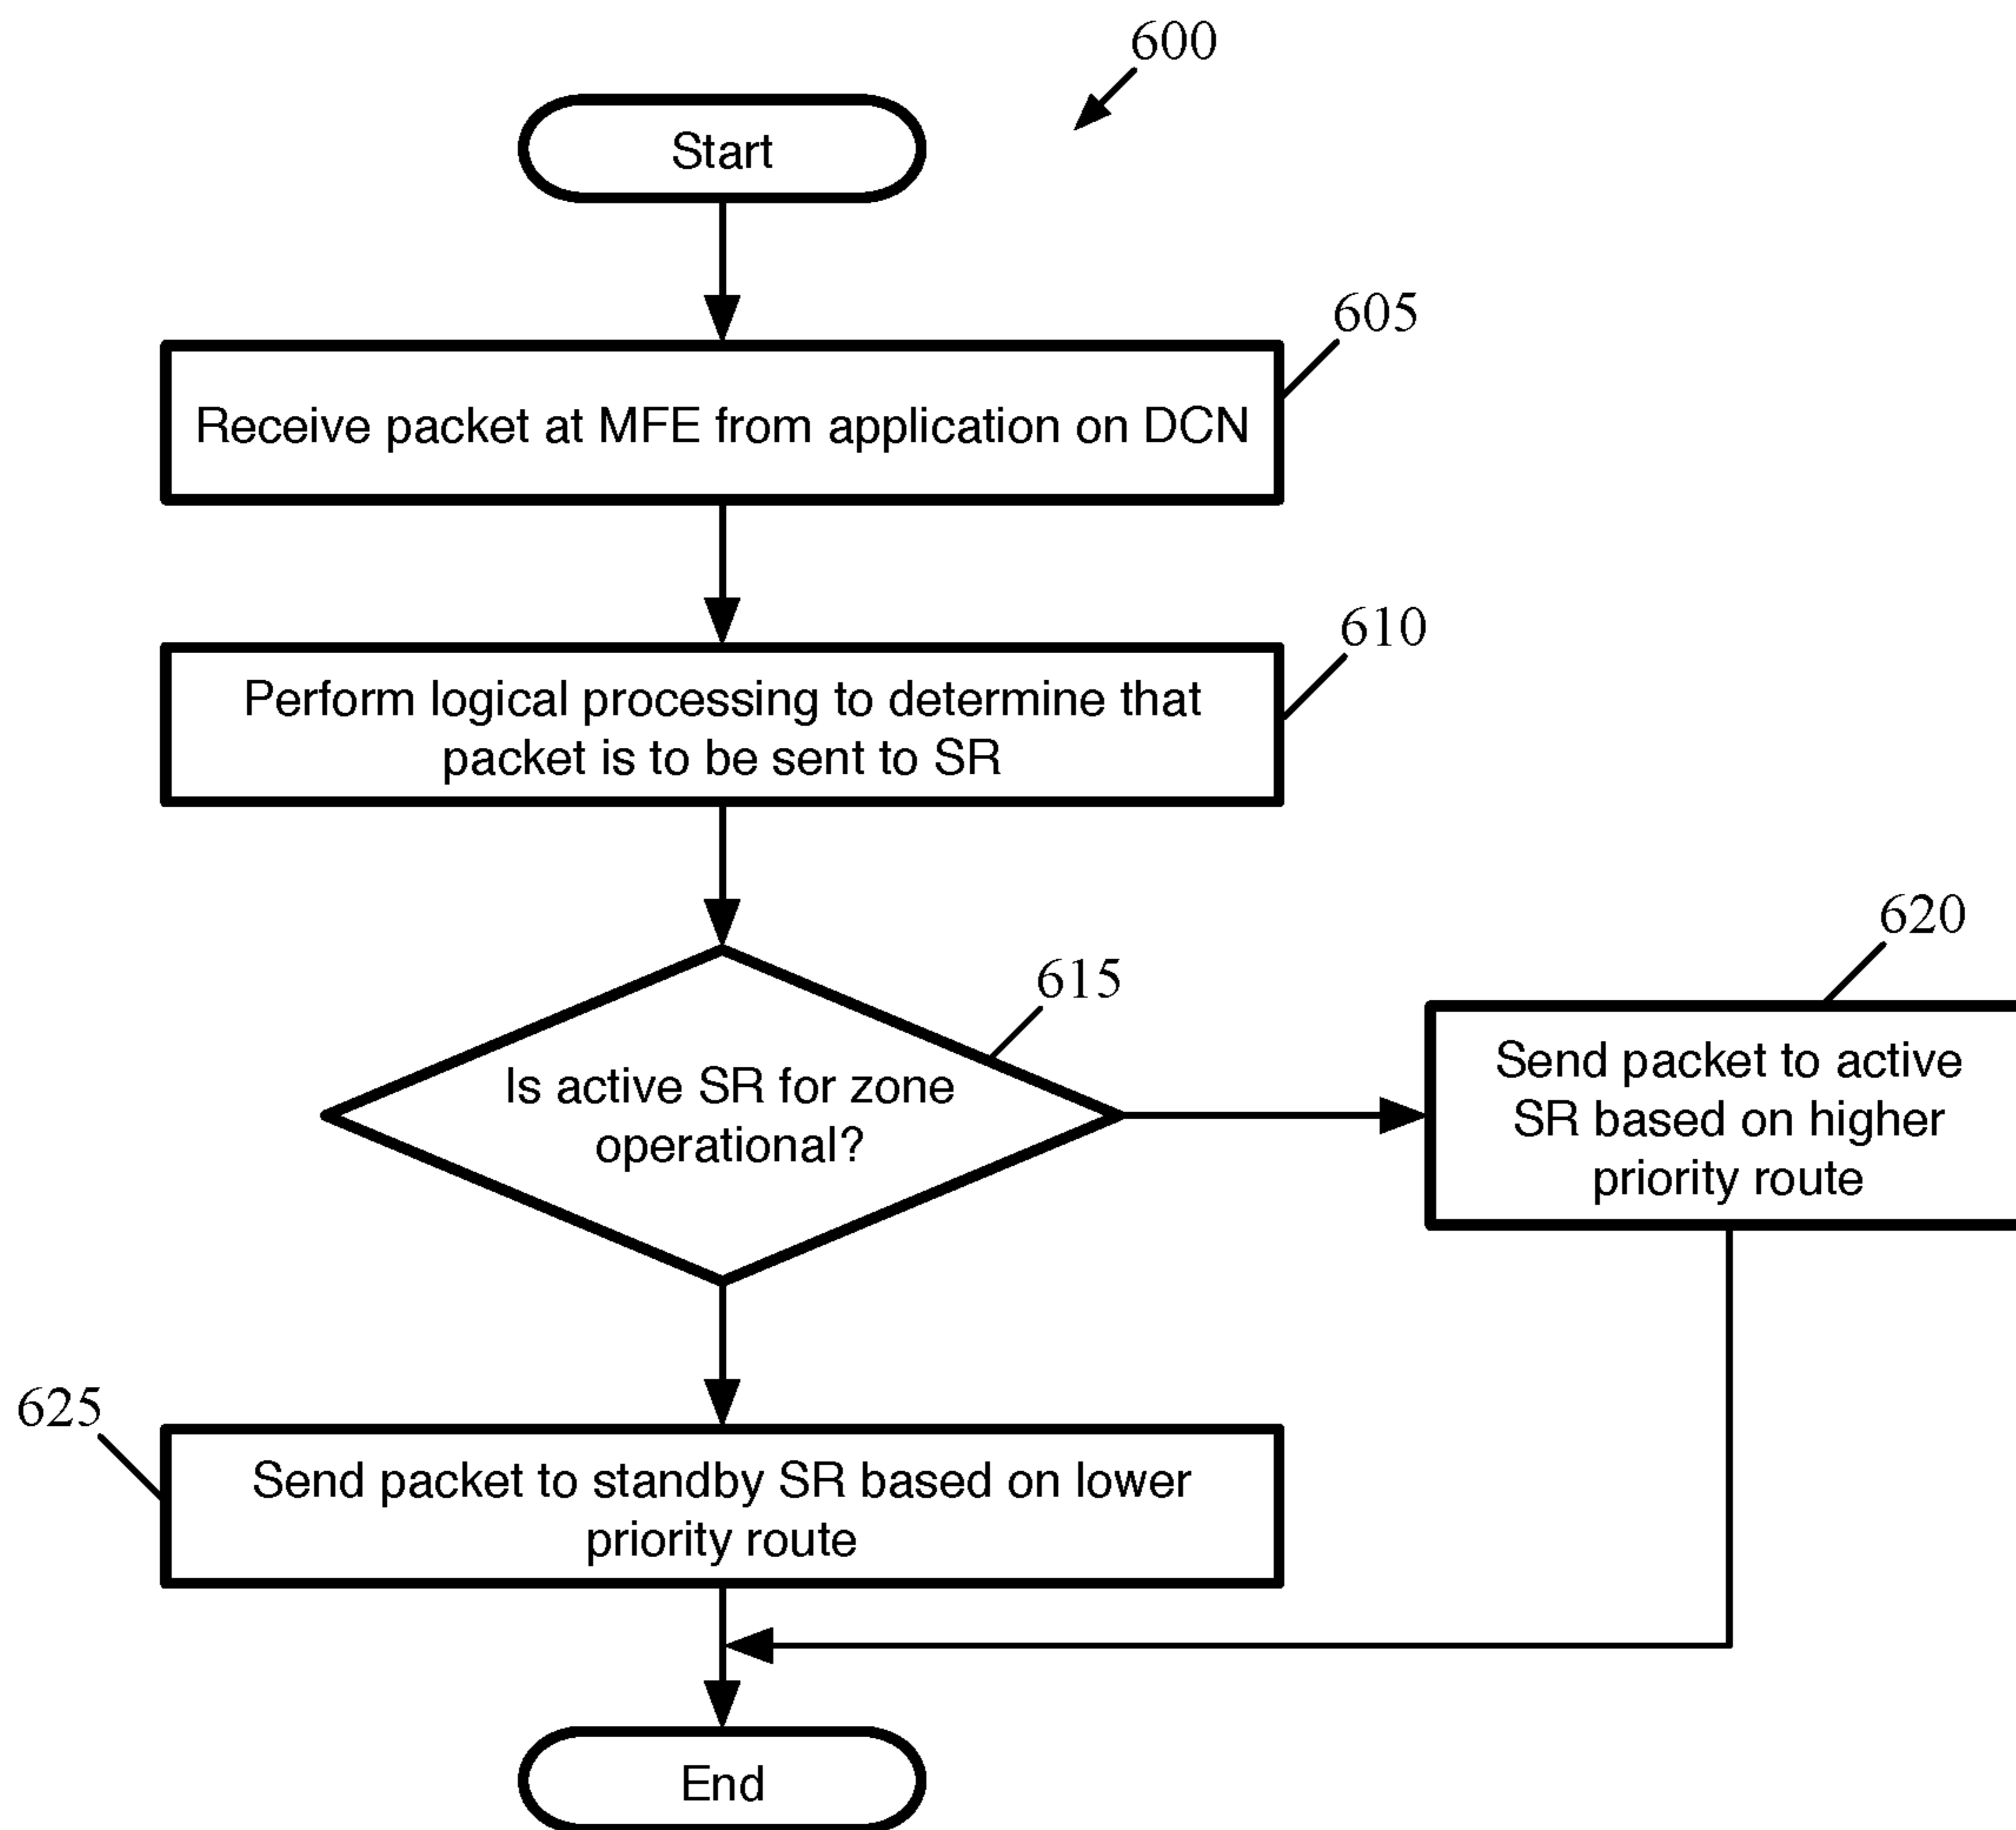 600
Start
605
Receive packet at MFE from application on DCN
610
Perform logical processing to determine that
packet is to be sent to SR
615
Is active SR for zone
operational?
620
Send packet to active
SR based on higher
priority route
625
Send packet to standby SR based on lower
priority route
End